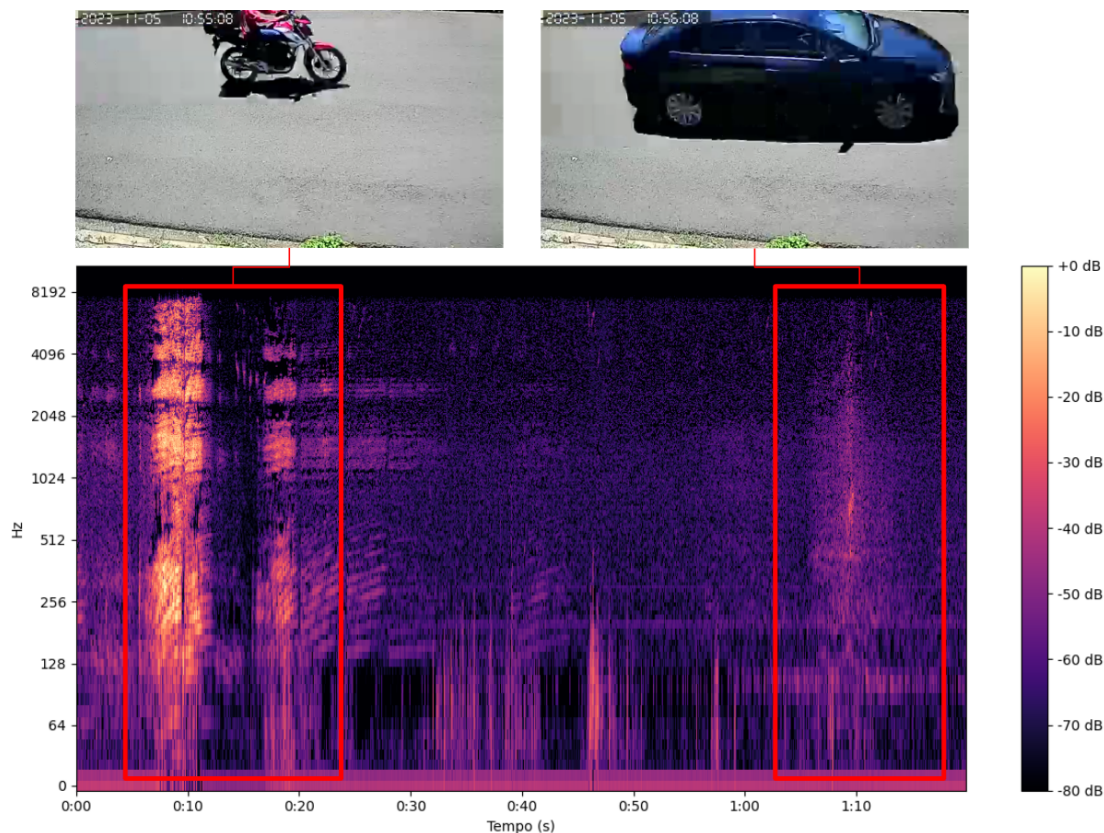 2023-11-05 10:55:05
2023-11-05 10:56:08
+0 dB
8192
-10 dB
4096
-20 dB
2048
-30 dB
1024
Hz
512
-40 dB
-50 dB
256
-60 dB
128
-70 dB
64
0
-80 dB
0:00 0:10 0:20 0:30 0:40 0:50 1:00 1:10
Tempo (s)